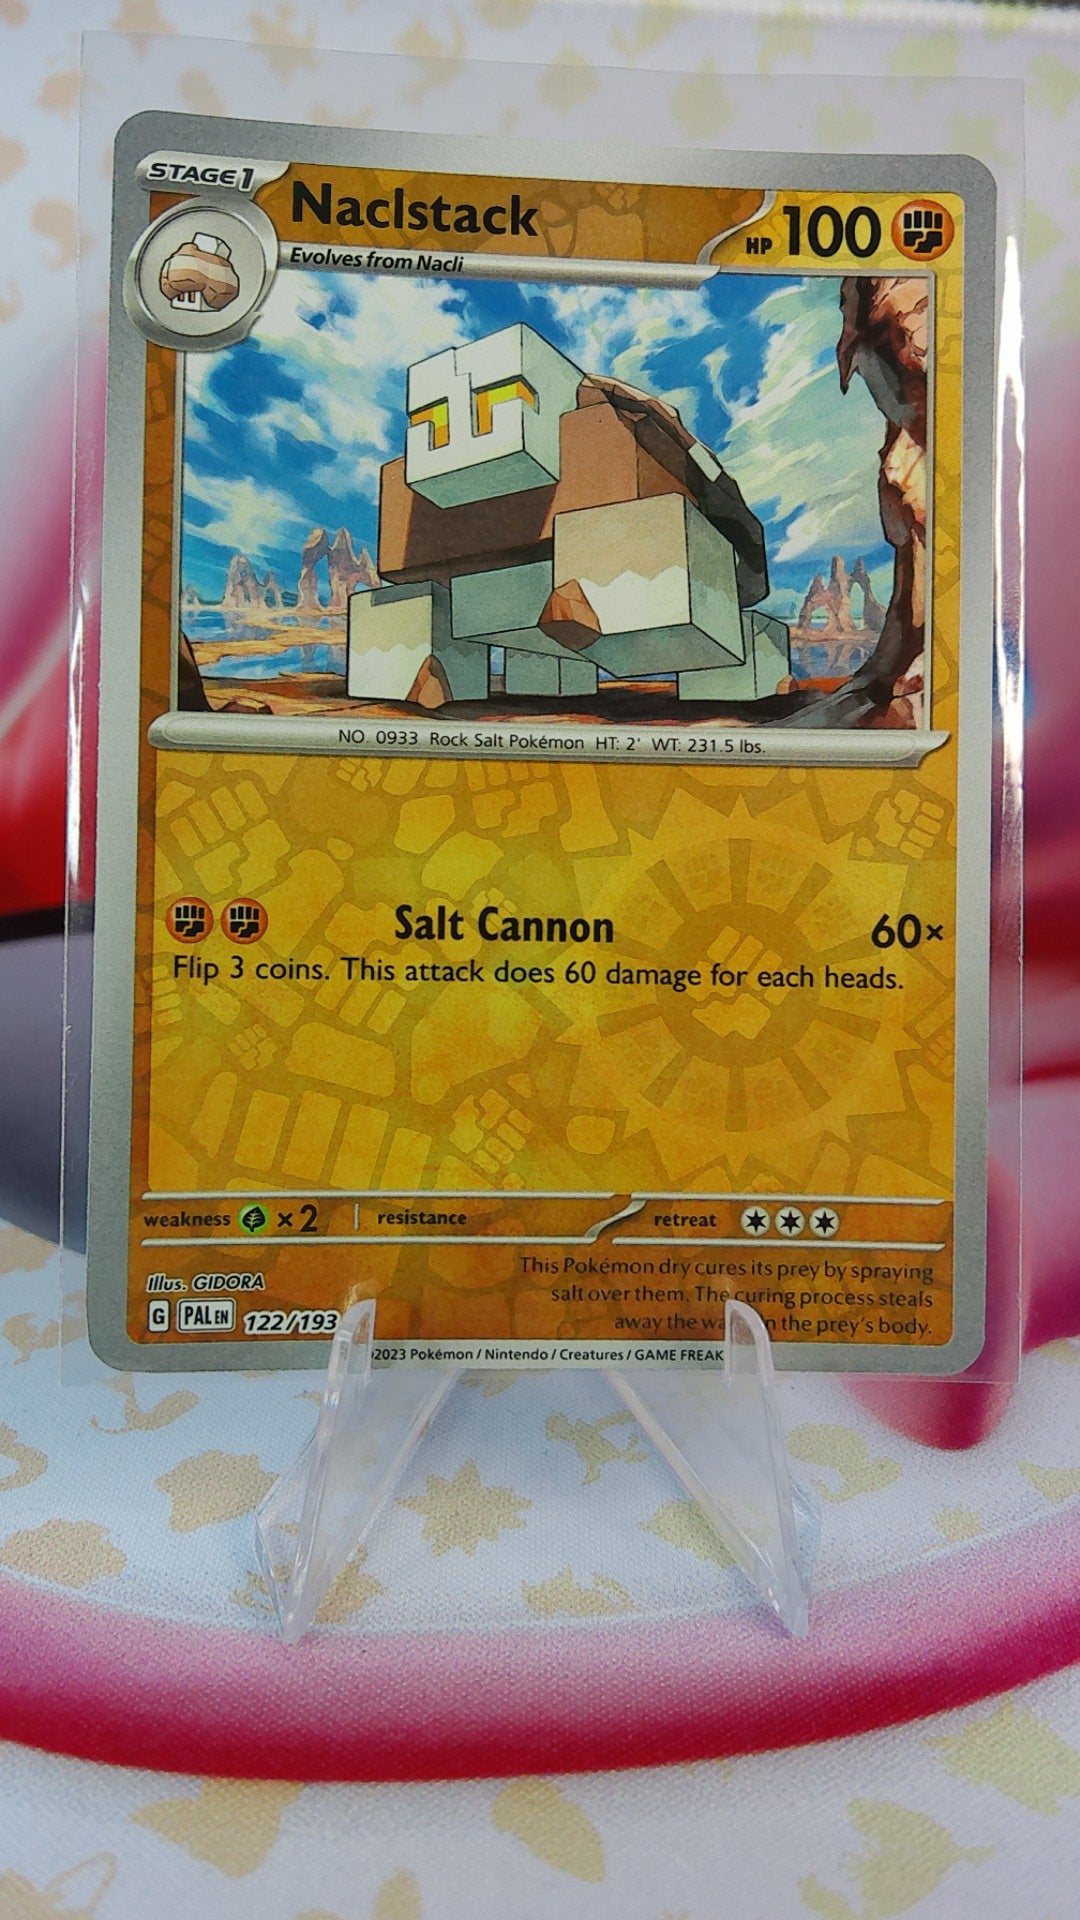 STAGE 1
Naclstack
HP 100
Evolves from Nacli
NO. 0933 Rock Salt Pokémon HT: 2' WT: 231.5 lbs.
Salt Cannon 60×
Flip 3 coins. This attack does 60 damage for each heads.
weakness ×2 resistance retreat
This Pokémon dry cures its prey by spraying
salt over them. The curing process steals
away the in the prey's body.
Illus. GIDORA
G PAL EN 122/193
©2023 Pokémon / Nintendo / Creatures / GAME FREAK